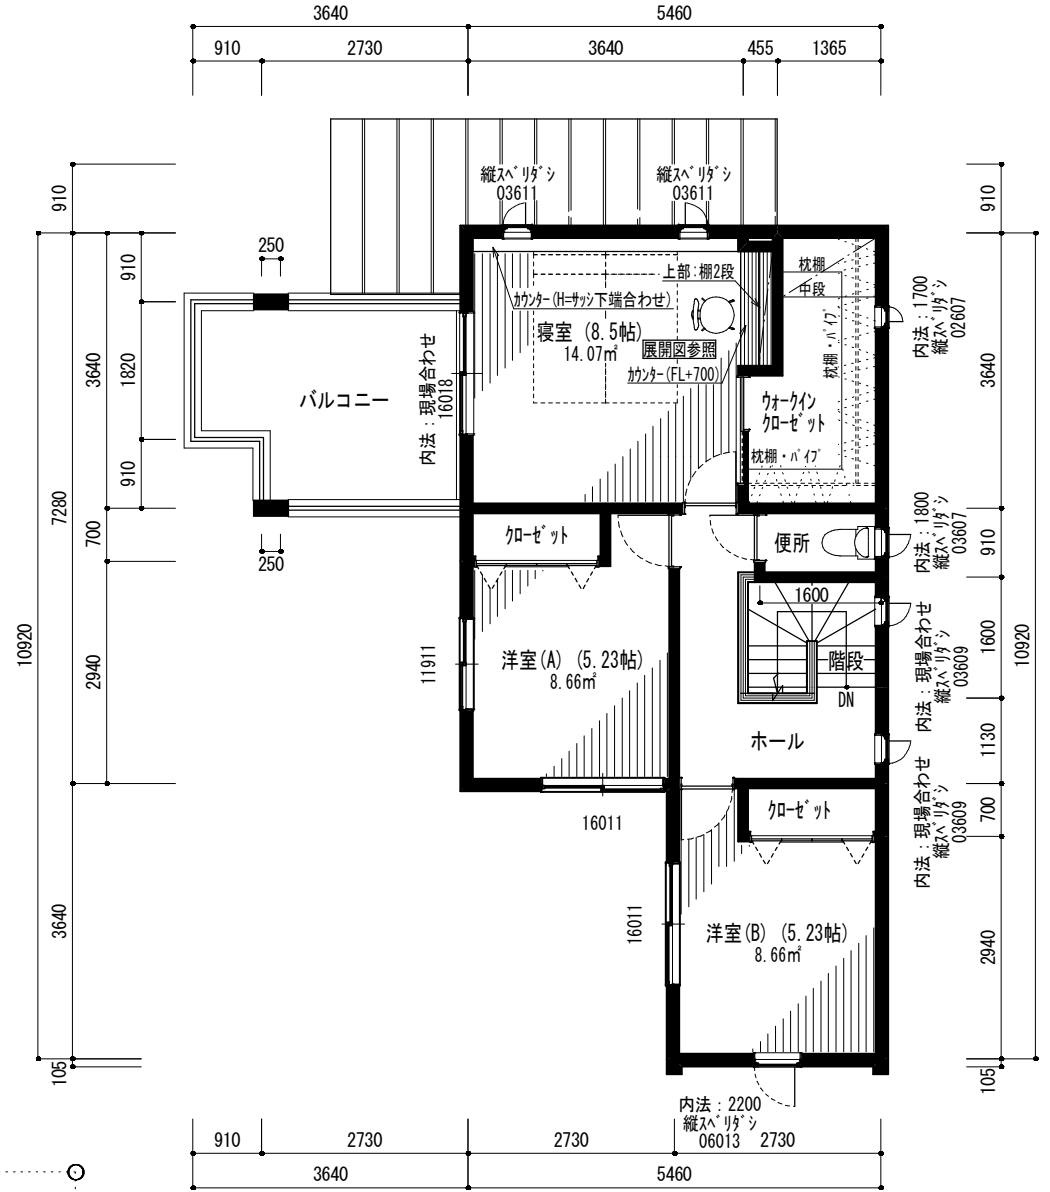 3640
5460
910
2730
3640
455
1365
縦スベリダシ
03611
縦スベリダシ
03611
910
910
250
910
上部:棚2段
枕棚
中段
カウンター(H=サッシ下端合わせ)
内法:1700
縦スベリダシ
02607
寝室 (8.5帖)
14.07㎡
展開図参照
カウンター(FL+700)
枕棚・パイプ
3640
1820
3640
内法:現場合わせ
16018
バルコニー
ウォークイン
クローゼット
枕棚・パイプ
910
7280
内法:1800
縦スベリダシ
03607
クローゼット
便所
700
910
250
1600
10920
11911
洋室(A) (5.23帖)
8.66㎡
階段
DN
内法:現場合わせ
縦スベリダシ
03609
1600
10920
2940
ホール
1130
内法:現場合わせ
縦スベリダシ
03609
クローゼット
700
16011
3640
16011
洋室(B) (5.23帖)
8.66㎡
2940
105
105
内法:2200
縦スベリダシ
06013
910
2730
2730
2730
3640
5460